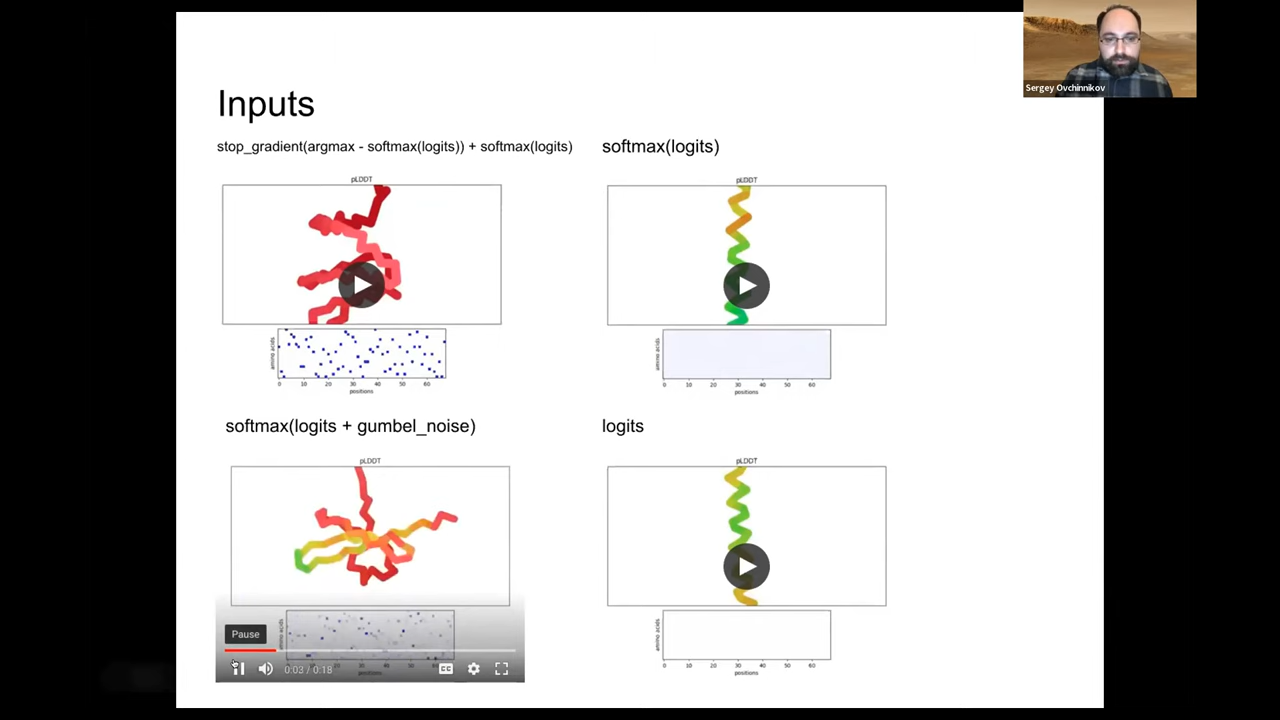 Sergey Ovchinnikov
Inputs
stop_gradient(argmax - softmax(logits)) + softmax(logits)
softmax(logits)
pLDDT
pLDDT
amino acids
amino acids
0 10 20 30 40 50 60
positions
0 10 20 30 40 50 60
positions
softmax(logits + gumbel_noise)
logits
pLDDT
pLDDT
amino acids
Pause
0:03 / 0:18
CC
positions
0 10 20 30 40 50 60
positions